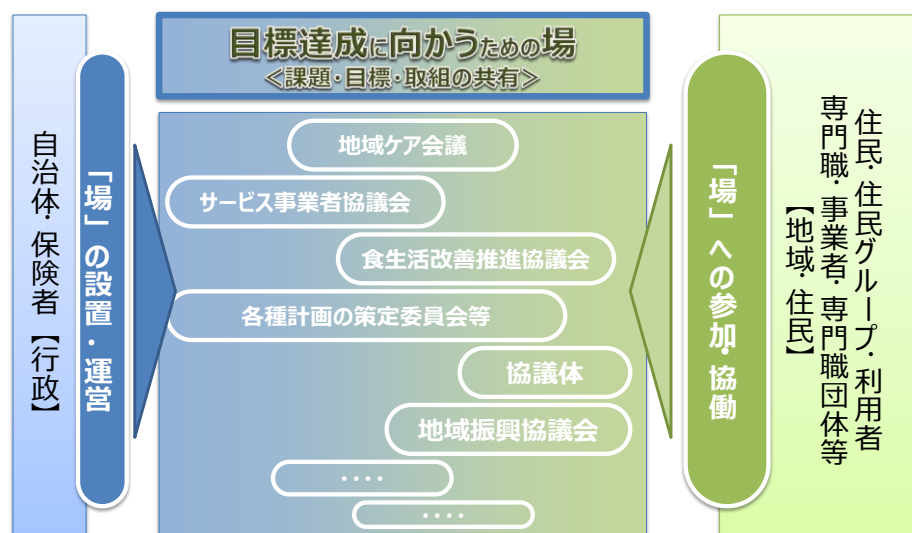 目標達成に向かうための場
<課題・目標・取組の共有>
自治体・保険者【行政】
「場」の設置・運営
地域ケア会議
サービス事業者協議会
食生活改善推進協議会
各種計画の策定委員会等
協議体
地域振興協議会
・・・・
・・・・
「場」への参加・協働
住民・住民グループ・利用者
専門職・事業者・専門職団体等
【地域・住民】